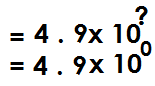 = 4 . 9x 10?
= 4 . 9x 10⁰